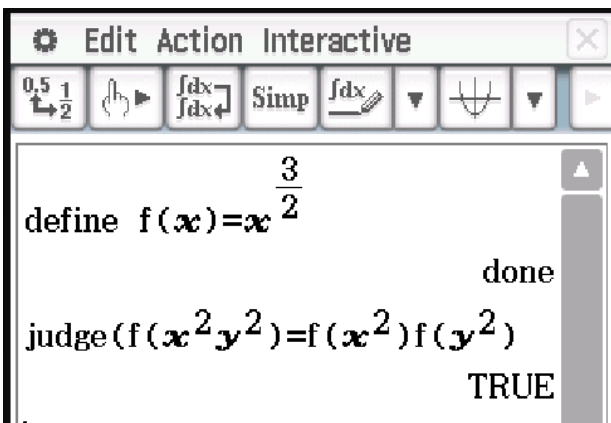 Edit Action Interactive
0.5 1/2 ∫dx ∫dx Simp ∫dx
define f(x)=x^(3/2)
done
judge(f(x²y²)=f(x²)f(y²)
TRUE